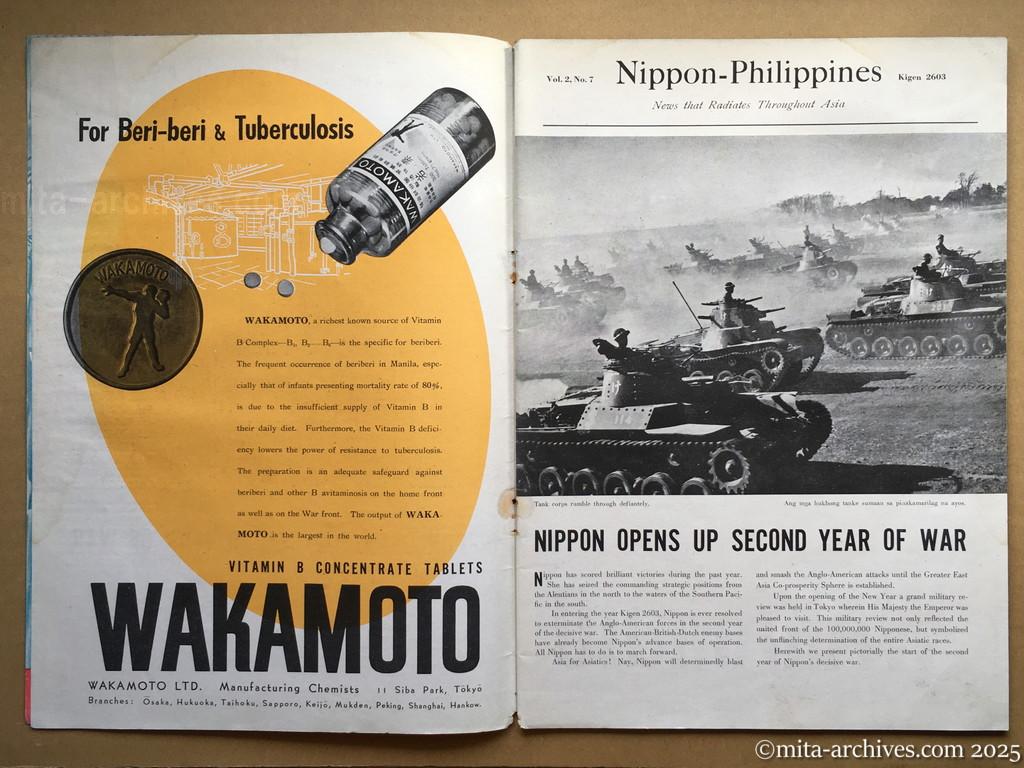 For Beri-beri & Tuberculosis
WAKAMOTO
WAKAMOTO
WAKAMOTO, a richest known source of Vitamin
B Complex—B₁, B₂......B₆—is the specific for beriberi.
The frequent occurrence of beriberi in Manila, espe-
cially that of infants presenting mortality rate of 80%,
is due to the insufficient supply of Vitamin B in
their daily diet. Furthermore, the Vitamin B defici-
ency lowers the power of resistance to tuberculosis.
The preparation is an adequate safeguard against
beriberi and other B avitaminosis on the home front
as well as on the War front. The output of WAKA-
MOTO is the largest in the world.
VITAMIN B CONCENTRATE TABLETS
WAKAMOTO
WAKAMOTO LTD. Manufacturing Chemists 11 Siba Park, Tōkyō
Branches: Ōsaka, Hukuoka, Taihoku, Sapporo, Keijō, Mukden, Peking, Shanghai, Hankow.
mita-archives
Vol. 2, No. 7 Nippon-Philippines Kigen 2603
News that Radiates Throughout Asia
114
Tank corps rumble through defiantly. Ang mga hukbong tanke sumaan sa pinakamarilag na ayos.
NIPPON OPENS UP SECOND YEAR OF WAR
Nippon has scored brilliant victories during the past year.
She has seized the commanding strategic positions from
the Aleutians in the north to the waters of the Southern Paci-
fic in the south.
In entering the year Kigen 2603, Nippon is ever resolved
to exterminate the Anglo-American forces in the second year
of the decisive war. The American-British-Dutch enemy bases
have already become Nippon's advance bases of operation.
All Nippon has to do is to march forward.
Asia for Asiatics! Nay, Nippon will determinedly blast
and smash the Anglo-American attacks until the Greater East
Asia Co-prosperity Sphere is established.
Upon the opening of the New Year a grand military re-
view was held in Tokyo wherein His Majesty the Emperor was
pleased to visit. This military review not only reflected the
united front of the 100,000,000 Nipponese, but symbolized
the unflinching determination of the entire Asiatic races.
Herewith we present pictorially the start of the second
year of Nippon's decisive war.
©mita-archives.com 2025